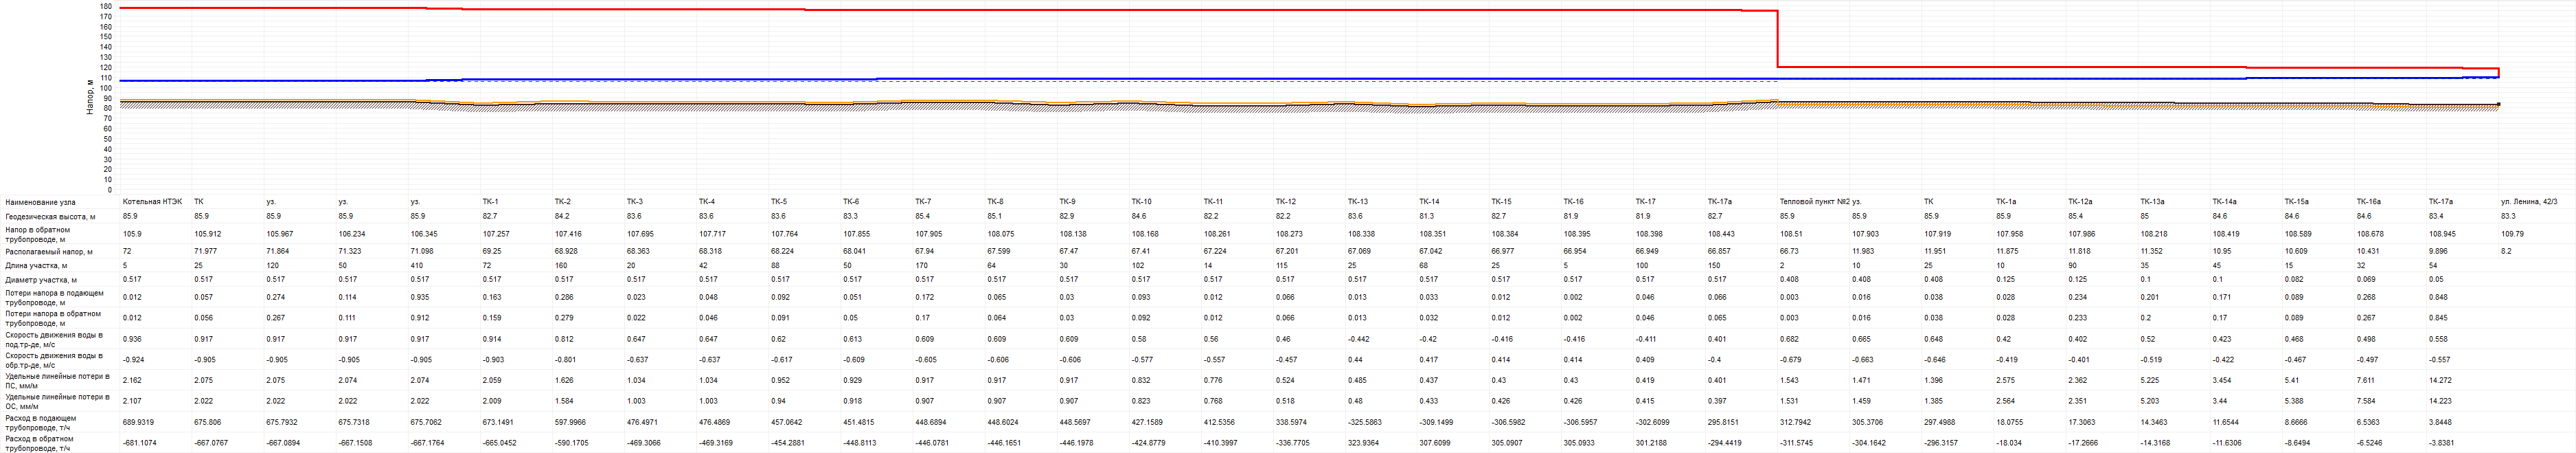 180
170
160
150
140
130
120
110
100
90
80
70
60
50
40
30
20
10
0
Напор, м
Наименование узла Котельная НТЭК ТК уз. уз. уз. ТК-1 ТК-2 ТК-3 ТК-4 ТК-5 ТК-6 ТК-7 ТК-8 ТК-9 ТК-10 ТК-11 ТК-12 ТК-13 ТК-14 ТК-15 ТК-16 ТК-17 ТК-17а Тепловой пункт №2 уз. ТК ТК-1а ТК-12а ТК-13а ТК-14а ТК-15а ТК-16а ТК-17а ул. Ленина, 42/3
Геодезическая высота, м 85.9 85.9 85.9 85.9 85.9 82.7 84.2 83.6 83.6 83.6 83.3 85.4 85.1 82.9 84.6 82.2 82.2 83.6 81.3 82.7 81.9 81.9 82.7 85.9 85.9 85.9 85.9 85.4 85 84.6 84.6 84.6 83.4 83.3
Напор в обратном
трубопроводе, м 105.9 105.912 105.967 106.234 106.345 107.257 107.416 107.695 107.717 107.764 107.855 107.905 108.075 108.138 108.168 108.261 108.273 108.338 108.351 108.384 108.395 108.398 108.443 108.51 107.903 107.919 107.958 107.986 108.218 108.419 108.589 108.678 108.945 109.79
Располагаемый напор, м 72 71.977 71.864 71.323 71.098 69.25 68.928 68.363 68.318 68.224 68.041 67.94 67.599 67.47 67.41 67.224 67.201 67.069 67.042 66.977 66.954 66.949 66.857 66.73 11.983 11.951 11.875 11.818 11.352 10.95 10.609 10.431 9.896 8.2
Длина участка, м 5 25 120 50 410 72 160 20 42 88 50 170 64 30 102 14 115 25 68 25 5 100 150 2 10 25 10 90 35 45 15 32 54
Диаметр участка, м 0.517 0.517 0.517 0.517 0.517 0.517 0.517 0.517 0.517 0.517 0.517 0.517 0.517 0.517 0.517 0.517 0.517 0.517 0.517 0.517 0.517 0.517 0.517 0.408 0.408 0.408 0.125 0.125 0.1 0.1 0.082 0.069 0.05
Потери напора в подающем
трубопроводе, м 0.012 0.057 0.274 0.114 0.935 0.163 0.286 0.023 0.048 0.092 0.051 0.172 0.065 0.03 0.093 0.012 0.066 0.013 0.033 0.012 0.002 0.046 0.066 0.003 0.016 0.038 0.028 0.234 0.201 0.171 0.089 0.268 0.848
Потери напора в обратном
трубопроводе, м 0.012 0.056 0.267 0.111 0.912 0.159 0.279 0.022 0.046 0.091 0.05 0.17 0.064 0.03 0.092 0.012 0.066 0.013 0.032 0.012 0.002 0.046 0.065 0.003 0.016 0.038 0.028 0.233 0.2 0.17 0.089 0.267 0.845
Скорость движения воды в
под.тр-де, м/с 0.936 0.917 0.917 0.917 0.917 0.914 0.812 0.647 0.647 0.62 0.613 0.609 0.609 0.609 0.58 0.56 0.46 -0.442 -0.42 -0.416 -0.416 -0.411 0.401 0.682 0.665 0.648 0.42 0.402 0.52 0.423 0.468 0.498 0.558
Скорость движения воды в
обр.тр-де, м/с -0.924 -0.905 -0.905 -0.905 -0.905 -0.903 -0.801 -0.637 -0.637 -0.617 -0.609 -0.605 -0.606 -0.606 -0.577 -0.557 -0.457 0.44 0.417 0.414 0.414 0.409 -0.4 -0.679 -0.663 -0.646 -0.419 -0.401 -0.519 -0.422 -0.467 -0.497 -0.557
Удельные линейные потери в
ПС, мм/м 2.162 2.075 2.075 2.074 2.074 2.059 1.626 1.034 1.034 0.952 0.929 0.917 0.917 0.917 0.832 0.776 0.524 0.485 0.437 0.43 0.43 0.419 0.401 1.543 1.471 1.396 2.575 2.362 5.225 3.454 5.41 7.611 14.272
Удельные линейные потери в
ОС, мм/м 2.107 2.022 2.022 2.022 2.022 2.009 1.584 1.003 1.003 0.94 0.918 0.907 0.907 0.907 0.823 0.768 0.518 0.48 0.433 0.426 0.426 0.415 0.397 1.531 1.459 1.385 2.564 2.351 5.203 3.44 5.388 7.584 14.223
Расход в подающем
трубопроводе, т/ч 689.9319 675.806 675.7932 675.7318 675.7062 673.1491 597.9966 476.4971 476.4869 457.0642 451.4815 448.6894 448.6024 448.5697 427.1589 412.5356 338.5974 -325.5863 -309.1499 -306.5982 -306.5957 -302.6099 295.8151 312.7942 305.3706 297.4988 18.0755 17.3063 14.3463 11.6544 8.6666 6.5363 3.8448
Расход в обратном
трубопроводе, т/ч -681.1074 -667.0767 -667.0894 -667.1508 -667.1764 -665.0452 -590.1705 -469.3066 -469.3169 -454.2881 -448.8113 -446.0781 -446.1651 -446.1978 -424.8779 -410.3997 -336.7705 323.9364 307.6099 305.0907 305.0933 301.2188 -294.4419 -311.5745 -304.1642 -296.3157 -18.034 -17.2666 -14.3168 -11.6306 -8.6494 -6.5246 -3.8381